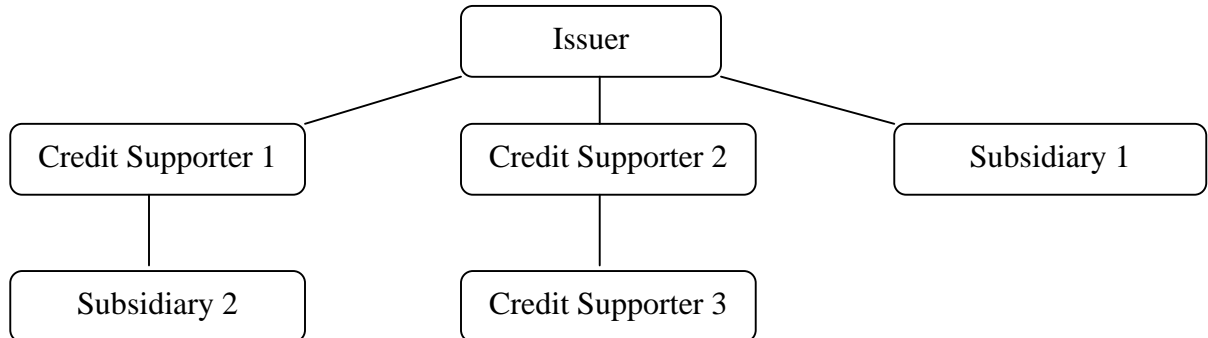 Issuer
Credit Supporter 1
Credit Supporter 2
Subsidiary 1
Subsidiary 2
Credit Supporter 3